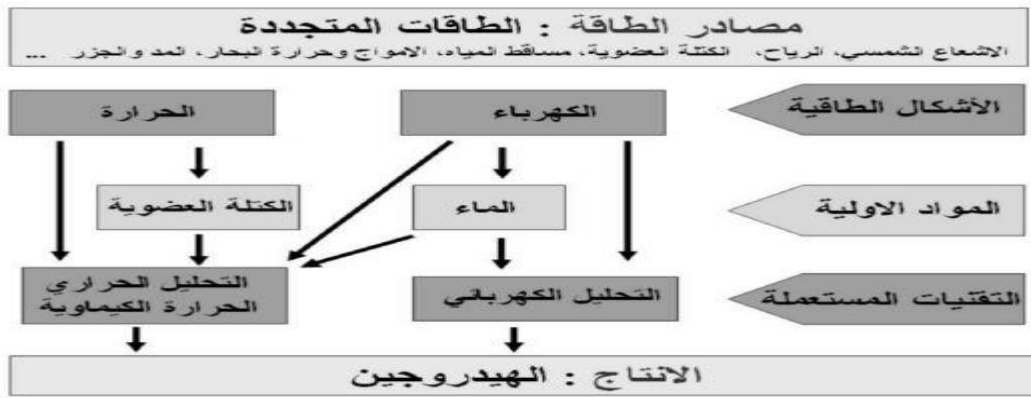 مصادر الطاقة : الطاقات المتجددة
الاشعاع الشمسي، الرياح، الكتلة العضوية، مساقط المياه، الامواج وحرارة البحار، المد والجزر ...
الأشكال الطاقية
الكهرباء
الحرارة
المواد الاولية
الماء
الكتلة العضوية
التقنيات المستعملة
التحليل الكهربائي
التحليل الحراري
الحرارة الكيماوية
الانتاج : الهيدروجين